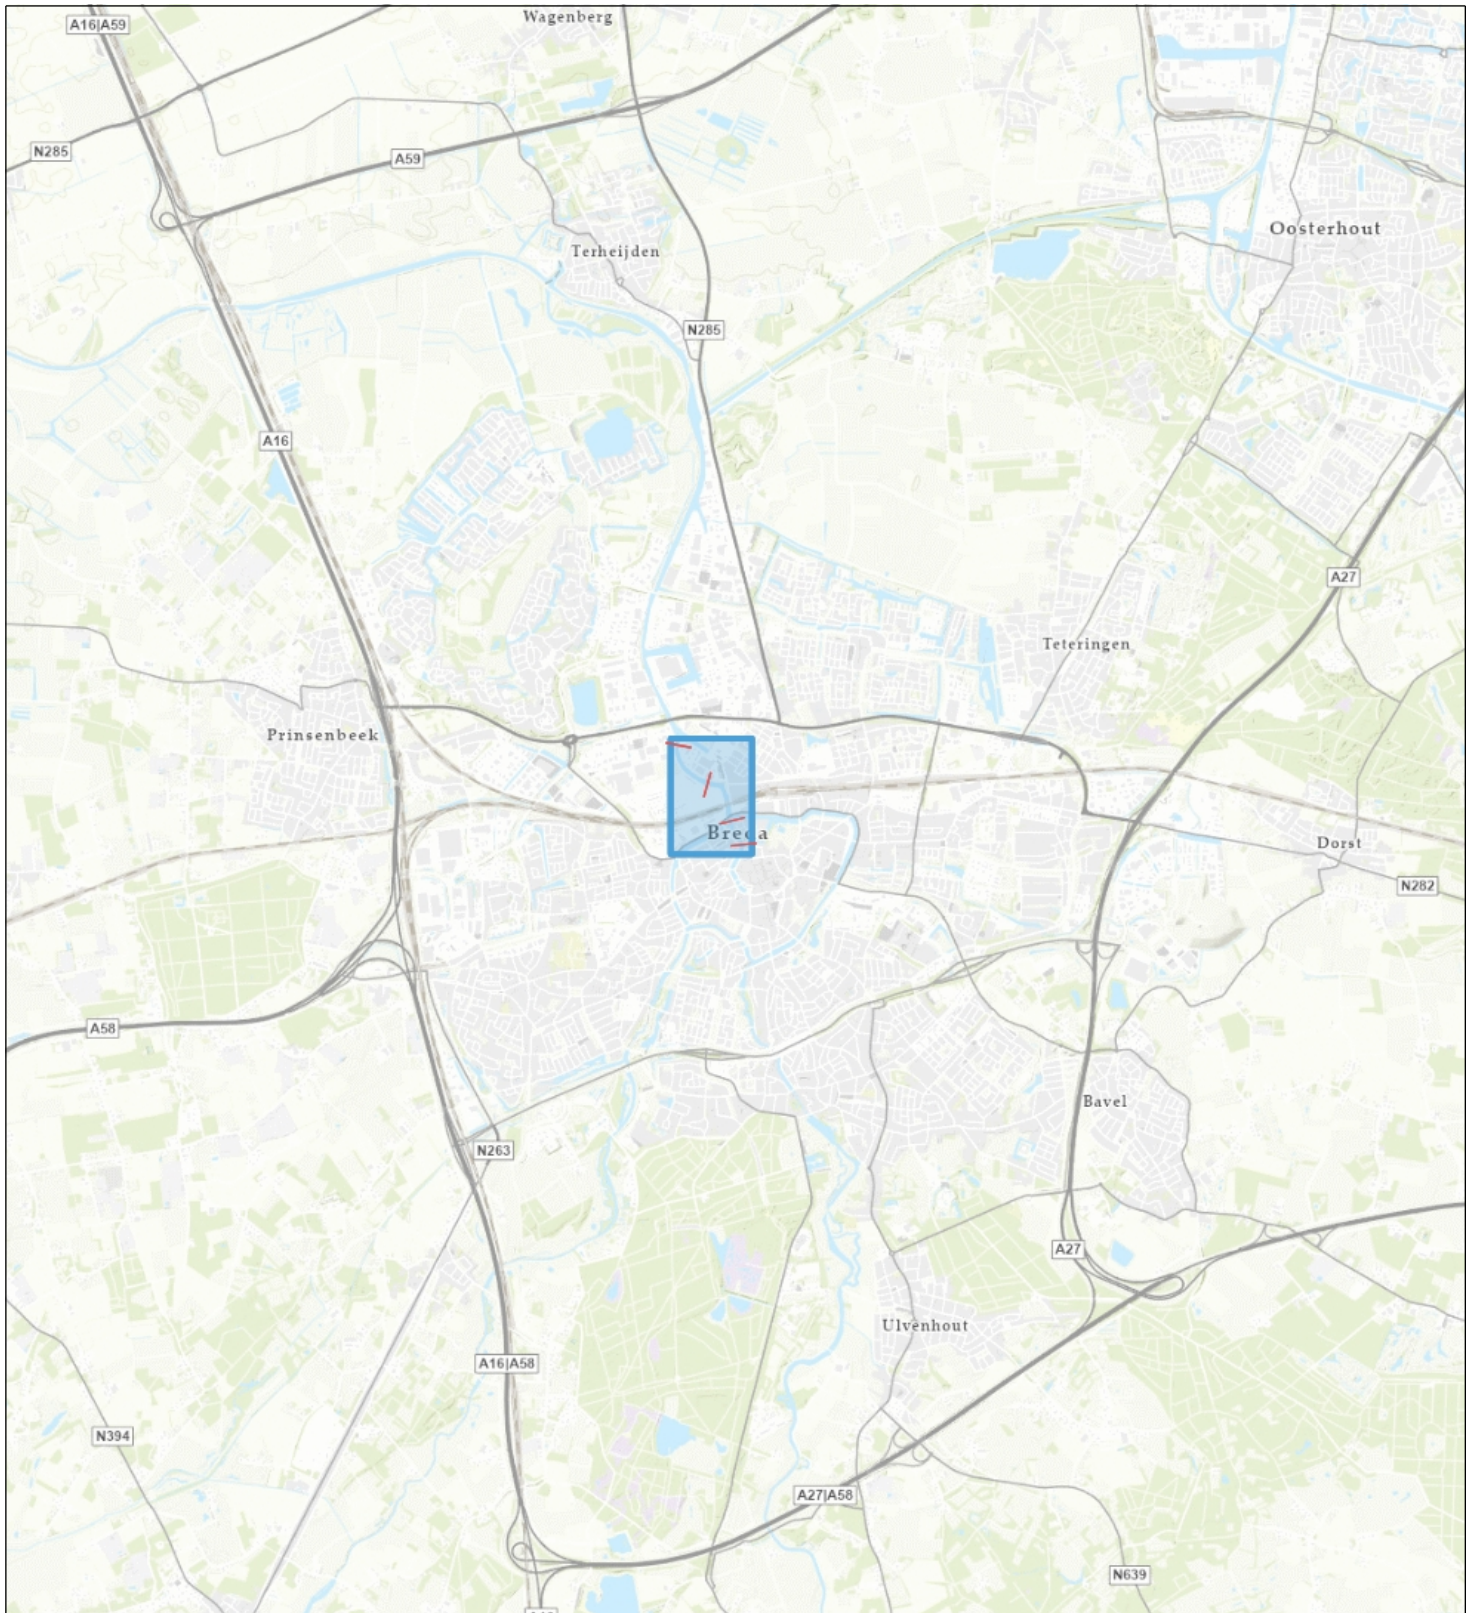 Wagenberg
A16|A59
N285
A59
Oosterhout
Terheijden
N285
A16
A27
Teteringen
Prinsenbeek
Breda
Dorst
N282
A58
Bavel
N263
A27
Ulvenhout
A16|A58
N394
A27|A58
N639